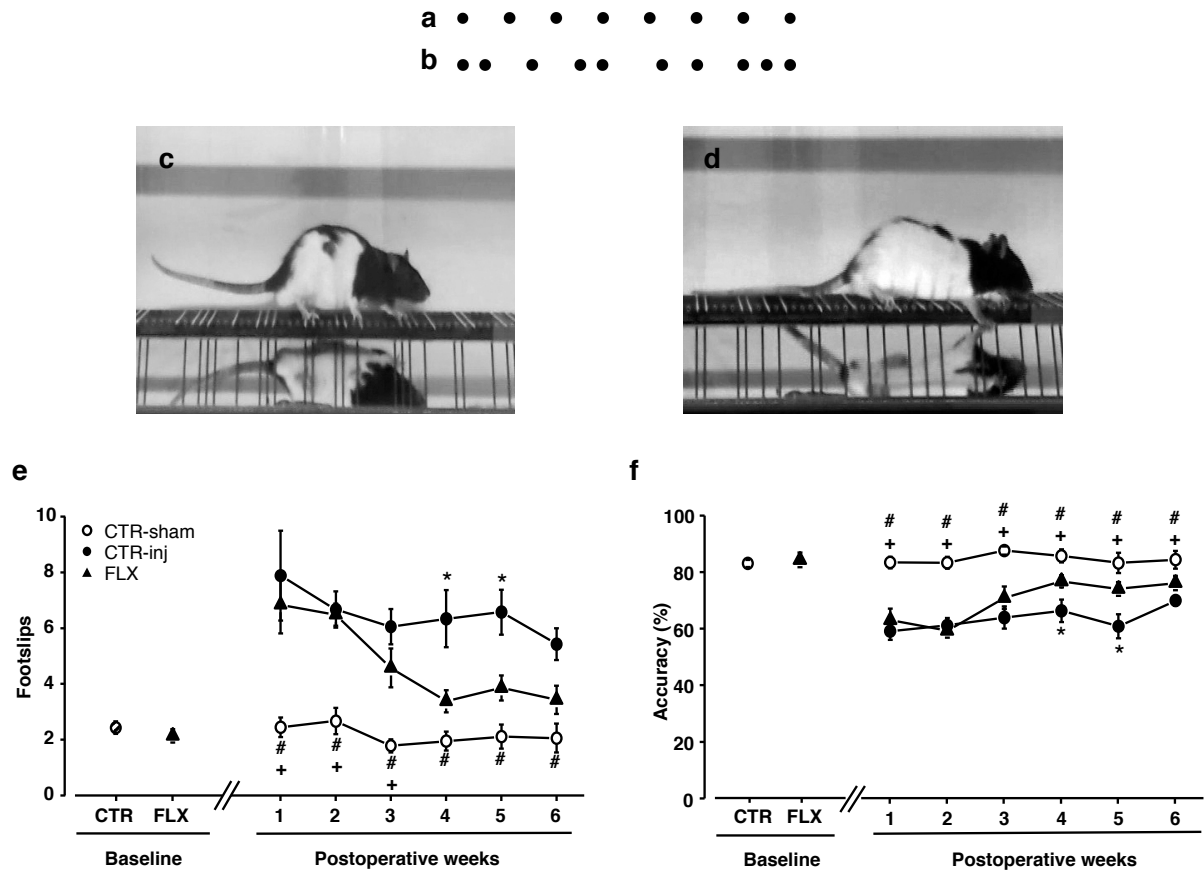 a
b
c
d
e
10
8
6
4
2
0
Footslips
CTR-sham
CTR-inj
FLX
* *
# # # # # #
+ + +
CTR FLX 1 2 3 4 5 6
Baseline Postoperative weeks
f
100
80
60
40
20
0
Accuracy (%)
# # # # # #
+ + + + + +
* *
CTR FLX 1 2 3 4 5 6
Baseline Postoperative weeks